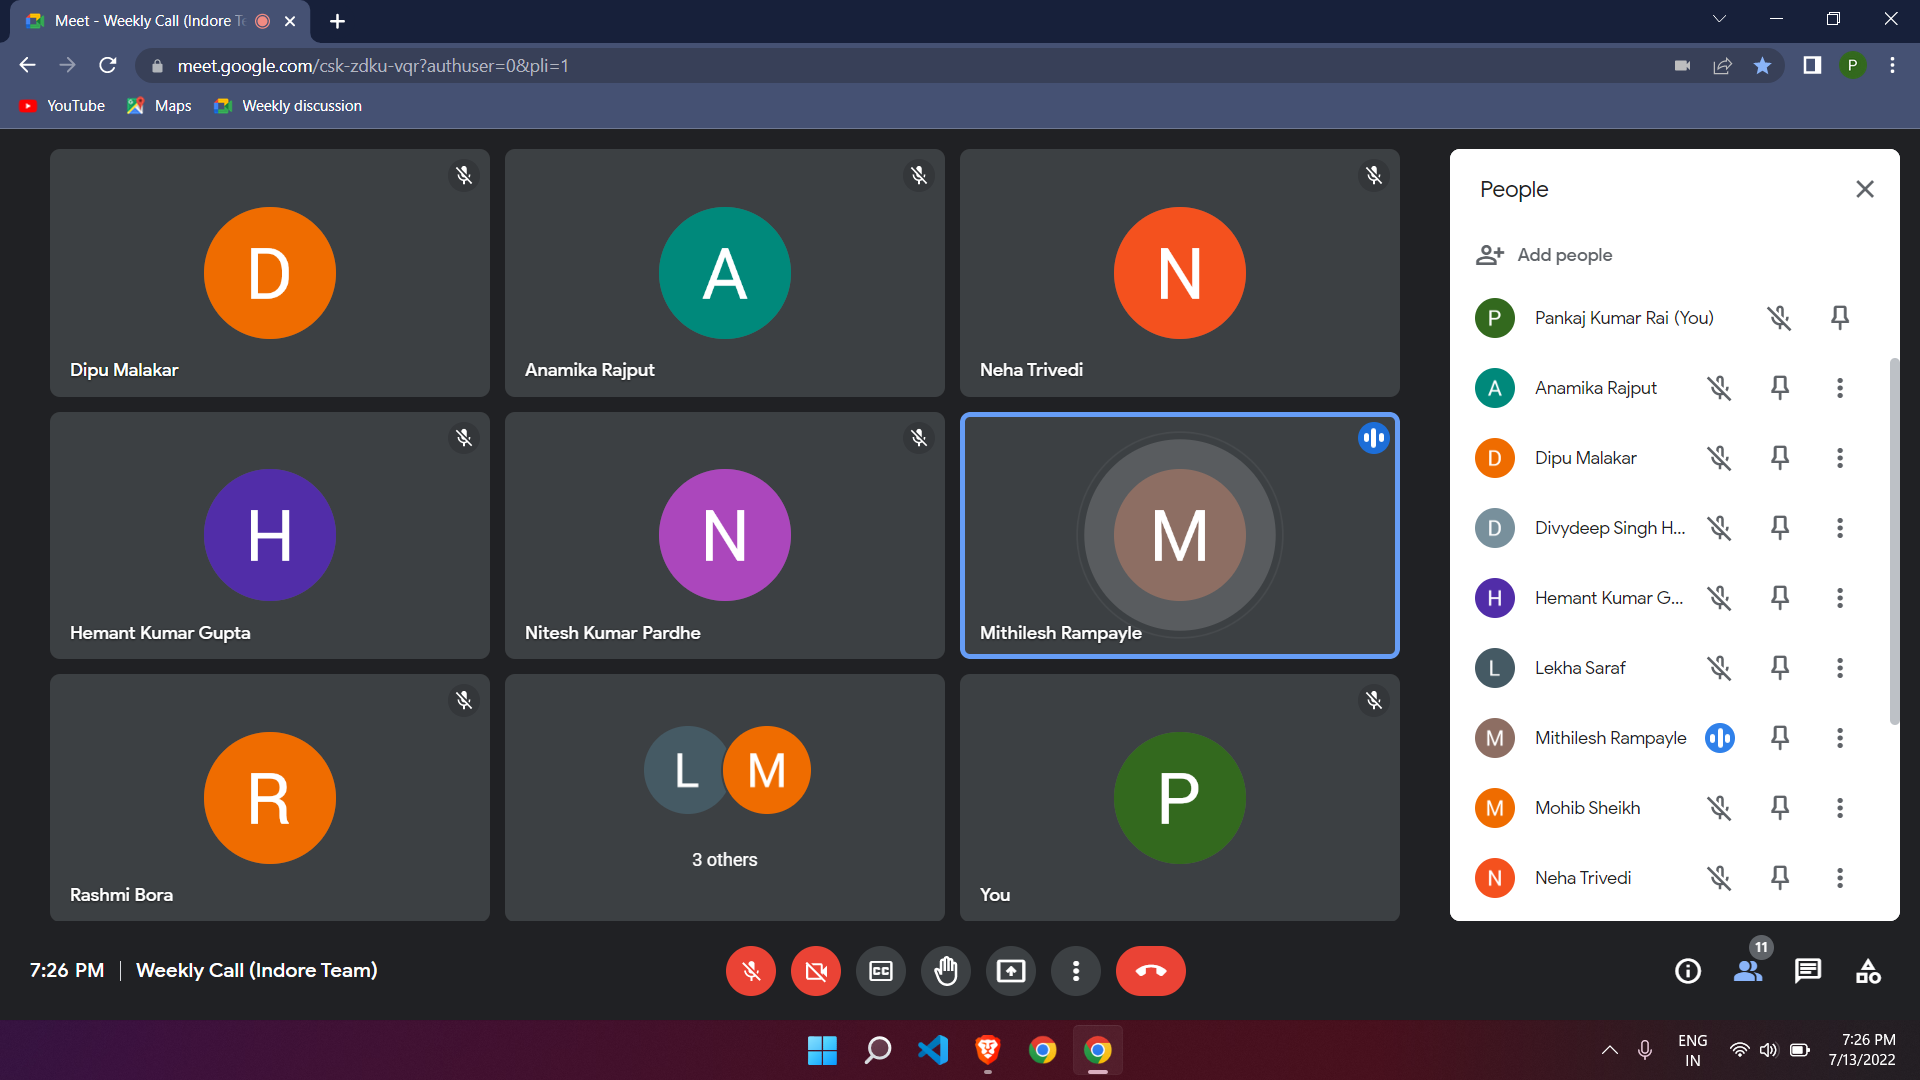 Meet - Weekly Call (Indore Te
meet.google.com/csk-zdku-vqr?authuser=0&pli=1
P
YouTube
Maps
Weekly discussion
D
Dipu Malakar
A
Anamika Rajput
N
Neha Trivedi
H
Hemant Kumar Gupta
N
Nitesh Kumar Pardhe
M
Mithilesh Rampayle
R
Rashmi Bora
L M
3 others
P
You
People
Add people
P Pankaj Kumar Rai (You)
A Anamika Rajput
D Dipu Malakar
D Divydeep Singh H...
H Hemant Kumar G...
L Lekha Saraf
M Mithilesh Rampayle
M Mohib Sheikh
N Neha Trivedi
7:26 PM | Weekly Call (Indore Team)
CC
11
ENG
IN
7:26 PM
7/13/2022